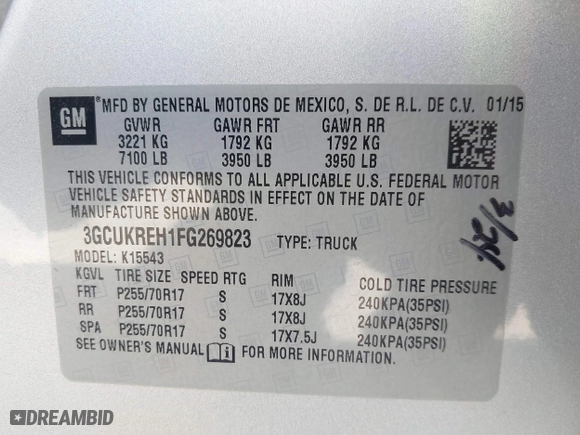 GM
®MFD BY GENERAL MOTORS DE MEXICO, S. DE R.L. DE C.V. 01/15
GVWR GAWR FRT GAWR RR
3221 KG 1792 KG 1792 KG
7100 LB 3950 LB 3950 LB
THIS VEHICLE CONFORMS TO ALL APPLICABLE U.S. FEDERAL MOTOR
VEHICLE SAFETY STANDARDS IN EFFECT ON THE DATE OF
MANUFACTURE SHOWN ABOVE.
3GCUKREH1FG269823 TYPE: TRUCK
MODEL: K15543
KGVL TIRE SIZE SPEED RTG RIM COLD TIRE PRESSURE
FRT P255/70R17 S 17X8J 240KPA(35PSI)
RR P255/70R17 S 17X8J 240KPA(35PSI)
SPA P255/70R17 S 17X7.5J 240KPA(35PSI)
SEE OWNER'S MANUAL i FOR MORE INFORMATION.
DREAMBID